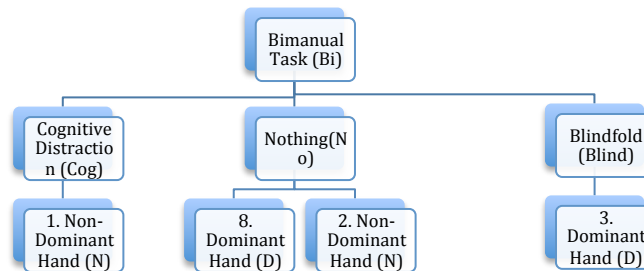 Bimanual
Task (Bi)
Cognitive
Distractio
n (Cog)
Nothing(N
o)
Blindfold
(Blind)
1. Non-
Dominant
Hand (N)
8.
Dominant
Hand (D)
2. Non-
Dominant
Hand (N)
3.
Dominant
Hand (D)